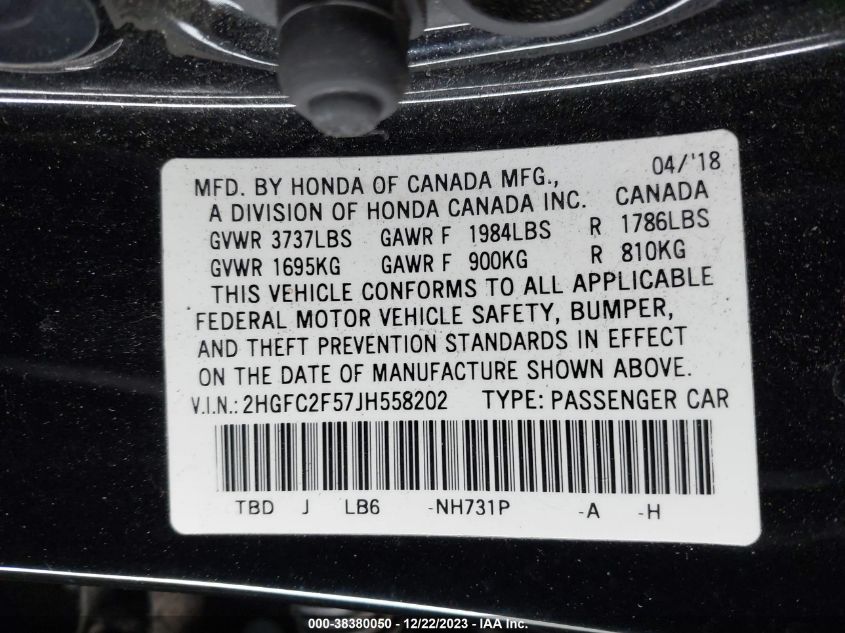 04/'18
MFD. BY HONDA OF CANADA MFG.,
A DIVISION OF HONDA CANADA INC. CANADA
GVWR 3737LBS GAWR F 1984LBS R 1786LBS
GVWR 1695KG GAWR F 900KG R 810KG
THIS VEHICLE CONFORMS TO ALL APPLICABLE
FEDERAL MOTOR VEHICLE SAFETY, BUMPER,
AND THEFT PREVENTION STANDARDS IN EFFECT
ON THE DATE OF MANUFACTURE SHOWN ABOVE.
V.I.N.: 2HGFC2F57JH558202 TYPE: PASSENGER CAR
TBD J LB6 -NH731P -A -H
000-38380050 - 12/22/2023 - © IAA Inc.